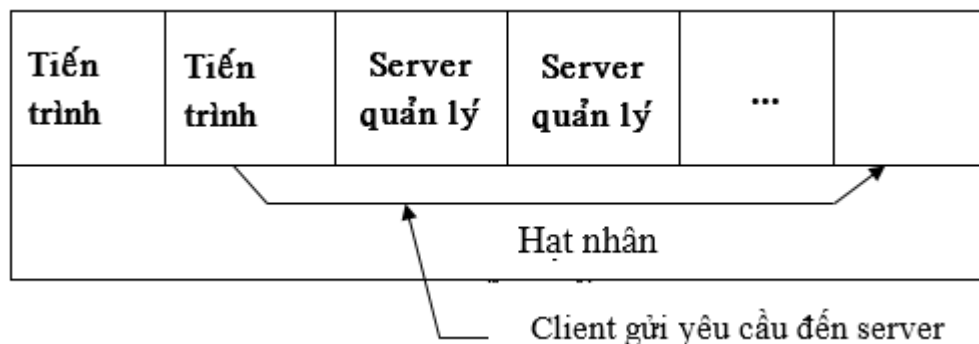 Tiến
trình
Tiến
trình
Server
quản lý
Server
quản lý
...
Hạt nhân
Client gửi yêu cầu đến server